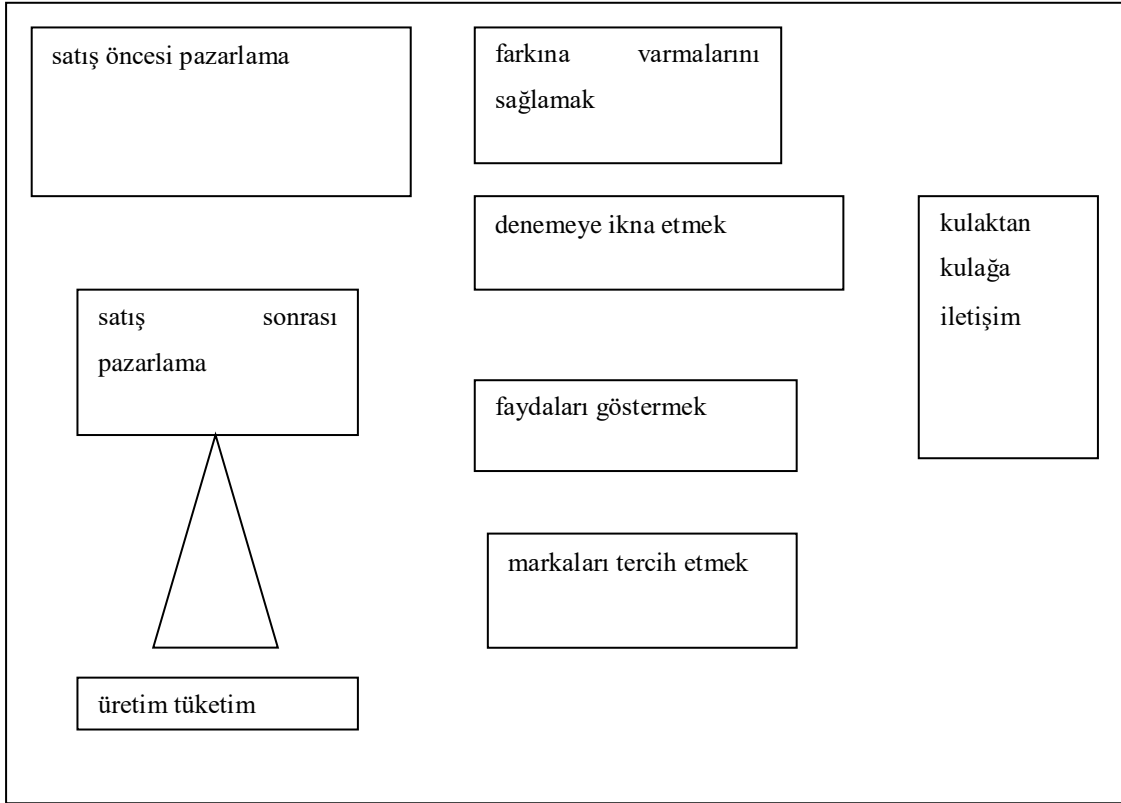 satış öncesi pazarlama
farkına varmalarını
sağlamak
denemeye ikna etmek
kulaktan
kulağa
iletişim
satış sonrası
pazarlama
faydaları göstermek
markaları tercih etmek
üretim tüketim